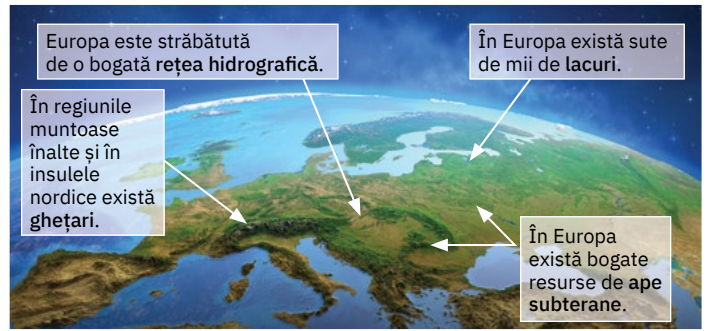 Europa este străbătută
de o bogată rețea hidrografică.
În Europa există sute
de mii de lacuri.
În regiunile
muntoase
înalte și în
insulele
nordice există
ghețari.
În Europa
există bogate
resurse de ape
subterane.